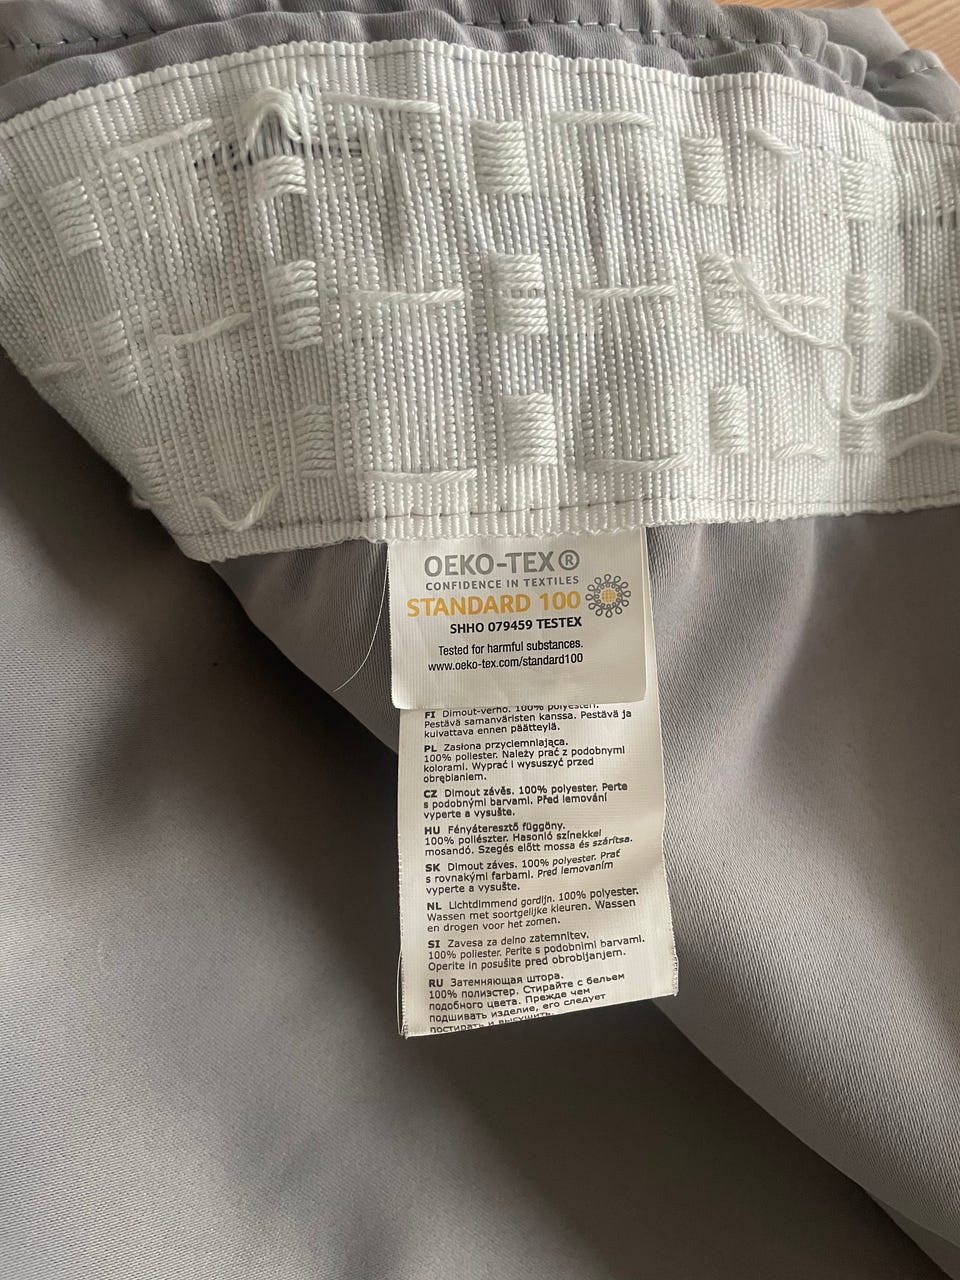 OEKO-TEX®
CONFIDENCE IN TEXTILES
STANDARD 100
SHHO 079459 TESTEX
Tested for harmful substances.
www.oeko-tex.com/standard100
FI Dimout-verho. 100% polyesteri.
Pestävä samanväristen kanssa. Pestävä ja
kuivattava ennen päättelyä.
PL Zasłona przyciemniająca.
100% poliester. Należy prać z podobnymi
kolorami. Wyprać i wysuszyć przed
obrębianiem.
CZ Dimout závěs. 100% polyester. Perte
s podobnými barvami. Před lemování
vyperte a vysušte.
HU Fényáteresztő függöny.
100% poliészter. Hasonló színekkel
mosandó. Szegés előtt mossa és szárítsa.
SK Dimout záves. 100% polyester. Prať
s rovnakými farbami. Pred lemovaním
vyperte a vysušte.
NL Lichtdimmend gordijn. 100% polyester.
Wassen met soortgelijke kleuren. Wassen
en drogen voor het zomen.
SI Zavesa za delno zatemnitev.
100% poliester. Perite s podobnimi barvami.
Operite in posušite pred obrobljanjem.
RU Затемняющая штора.
100% полиэстер. Стирайте с бельем
подобного цвета. Прежде чем
подшивать изделие, его следует
постирать и высушить.